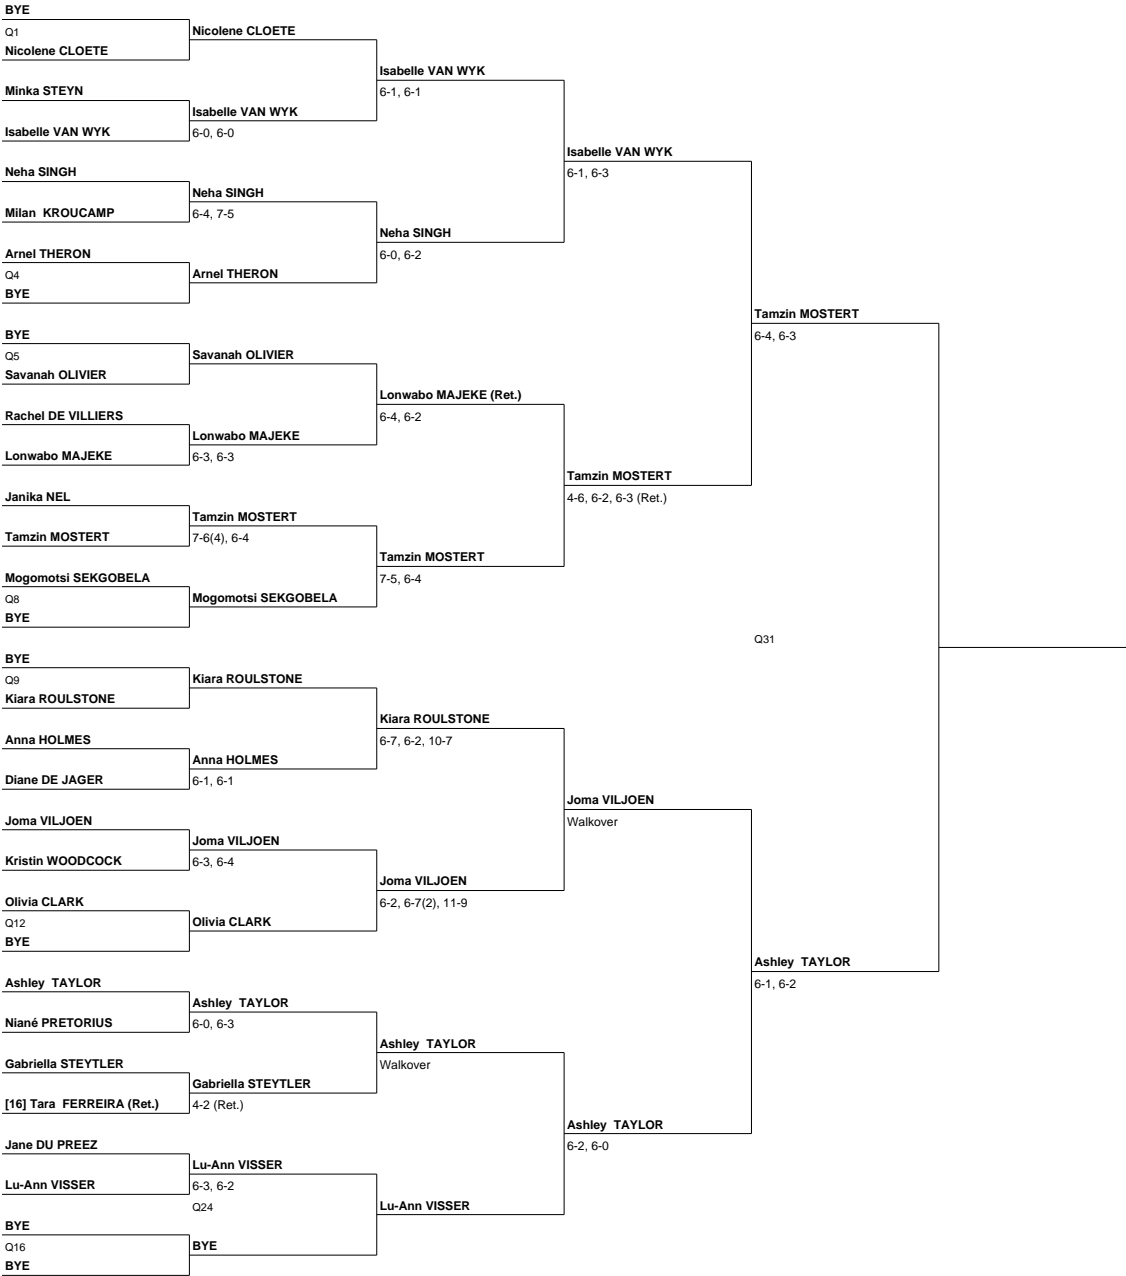 BYE
Q1
Nicolene CLOETE
Nicolene CLOETE
Isabelle VAN WYK
6-1, 6-1
Minka STEYN
Isabelle VAN WYK
6-0, 6-0
Isabelle VAN WYK
Isabelle VAN WYK
6-1, 6-3
Neha SINGH
Neha SINGH
6-4, 7-5
Milan KROUCAMP
Neha SINGH
6-0, 6-2
Arnel THERON
Q4
Arnel THERON
BYE
Tamzin MOSTERT
6-4, 6-3
BYE
Q5
Savanah OLIVIER
Savanah OLIVIER
Lonwabo MAJEKE (Ret.)
6-4, 6-2
Rachel DE VILLIERS
Lonwabo MAJEKE
6-3, 6-3
Lonwabo MAJEKE
Tamzin MOSTERT
4-6, 6-2, 6-3 (Ret.)
Janika NEL
Tamzin MOSTERT
7-6(4), 6-4
Tamzin MOSTERT
Tamzin MOSTERT
7-5, 6-4
Mogomotsi SEKGOBELA
Q8
Mogomotsi SEKGOBELA
BYE
Q31
BYE
Q9
Kiara ROULSTONE
Kiara ROULSTONE
Kiara ROULSTONE
6-7, 6-2, 10-7
Anna HOLMES
Anna HOLMES
6-1, 6-1
Diane DE JAGER
Joma VILJOEN
Walkover
Joma VILJOEN
Joma VILJOEN
6-3, 6-4
Kristin WOODCOCK
Joma VILJOEN
6-2, 6-7(2), 11-9
Olivia CLARK
Q12
Olivia CLARK
BYE
Ashley TAYLOR
6-1, 6-2
Ashley TAYLOR
Ashley TAYLOR
6-0, 6-3
Niané PRETORIUS
Ashley TAYLOR
Walkover
Gabriella STEYTLER
Gabriella STEYTLER
4-2 (Ret.)
[16] Tara FERREIRA (Ret.)
Ashley TAYLOR
6-2, 6-0
Jane DU PREEZ
Lu-Ann VISSER
6-3, 6-2
Lu-Ann VISSER
Q24
Lu-Ann VISSER
BYE
Q16
BYE
BYE